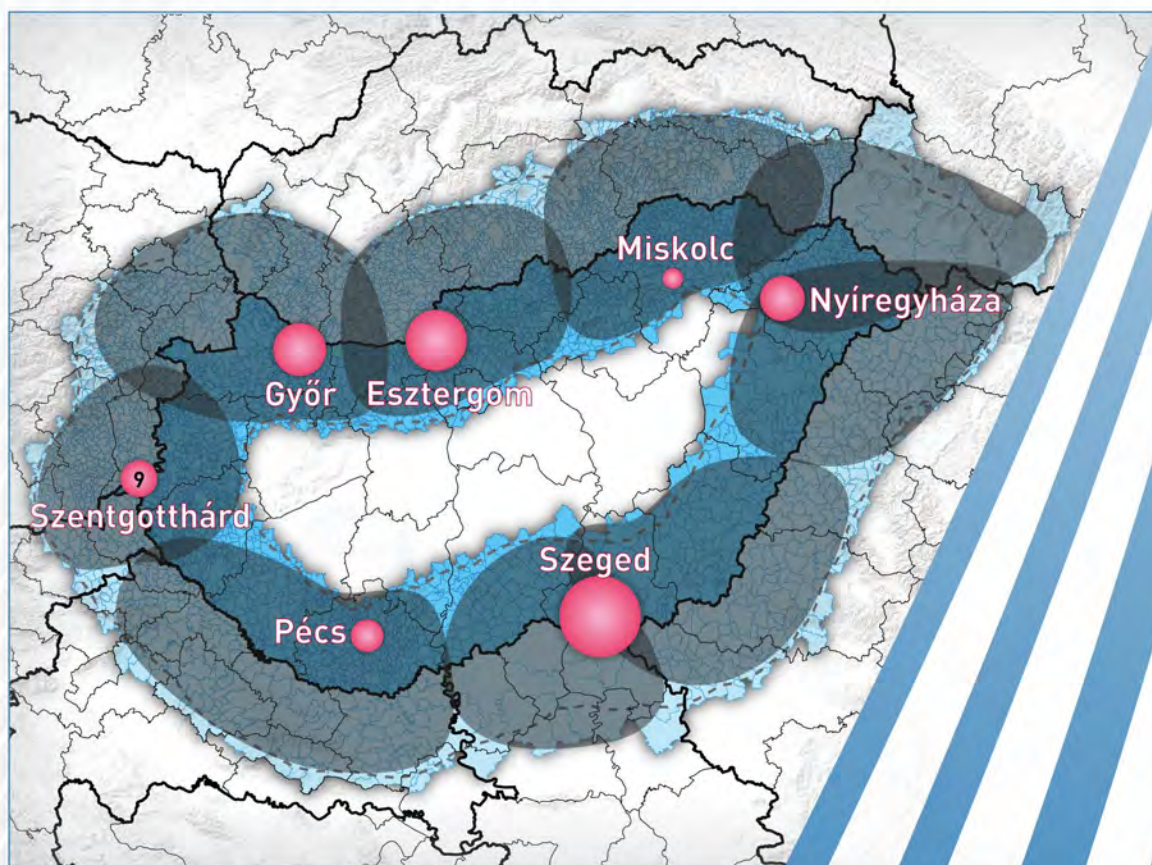 Miskolc
Nyíregyháza
Győr
Esztergom
9
Szentgotthárd
Szeged
Pécs